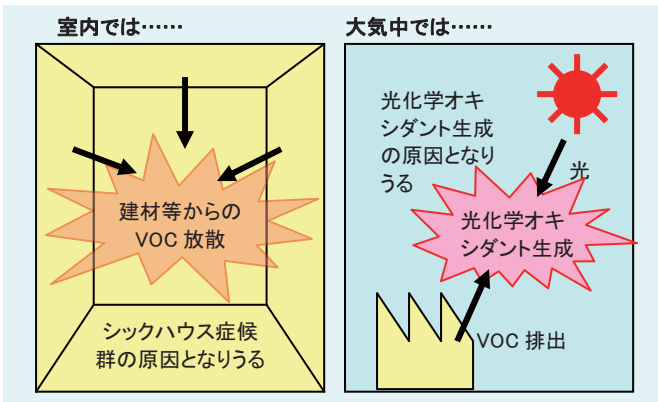 室内では……
建材等からの
VOC 放散
シックハウス症候
群の原因となりうる
大気中では……
光化学オキ
シダント生成
の原因となり
うる
光
光化学オキ
シダント生成
VOC 排出